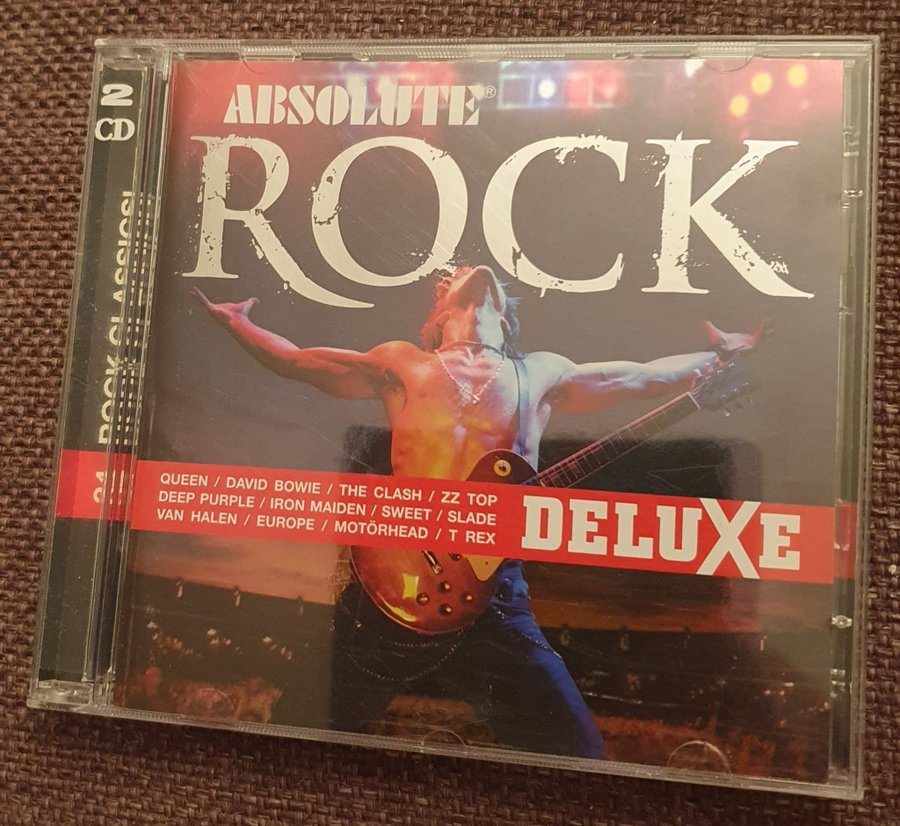 2
CD
ROCK CLASSICS!
ABSOLUTE®
ROCK
QUEEN / DAVID BOWIE / THE CLASH / ZZ TOP
DEEP PURPLE / IRON MAIDEN / SWEET / SLADE
VAN HALEN / EUROPE / MOTÖRHEAD / T REX
DELUXE